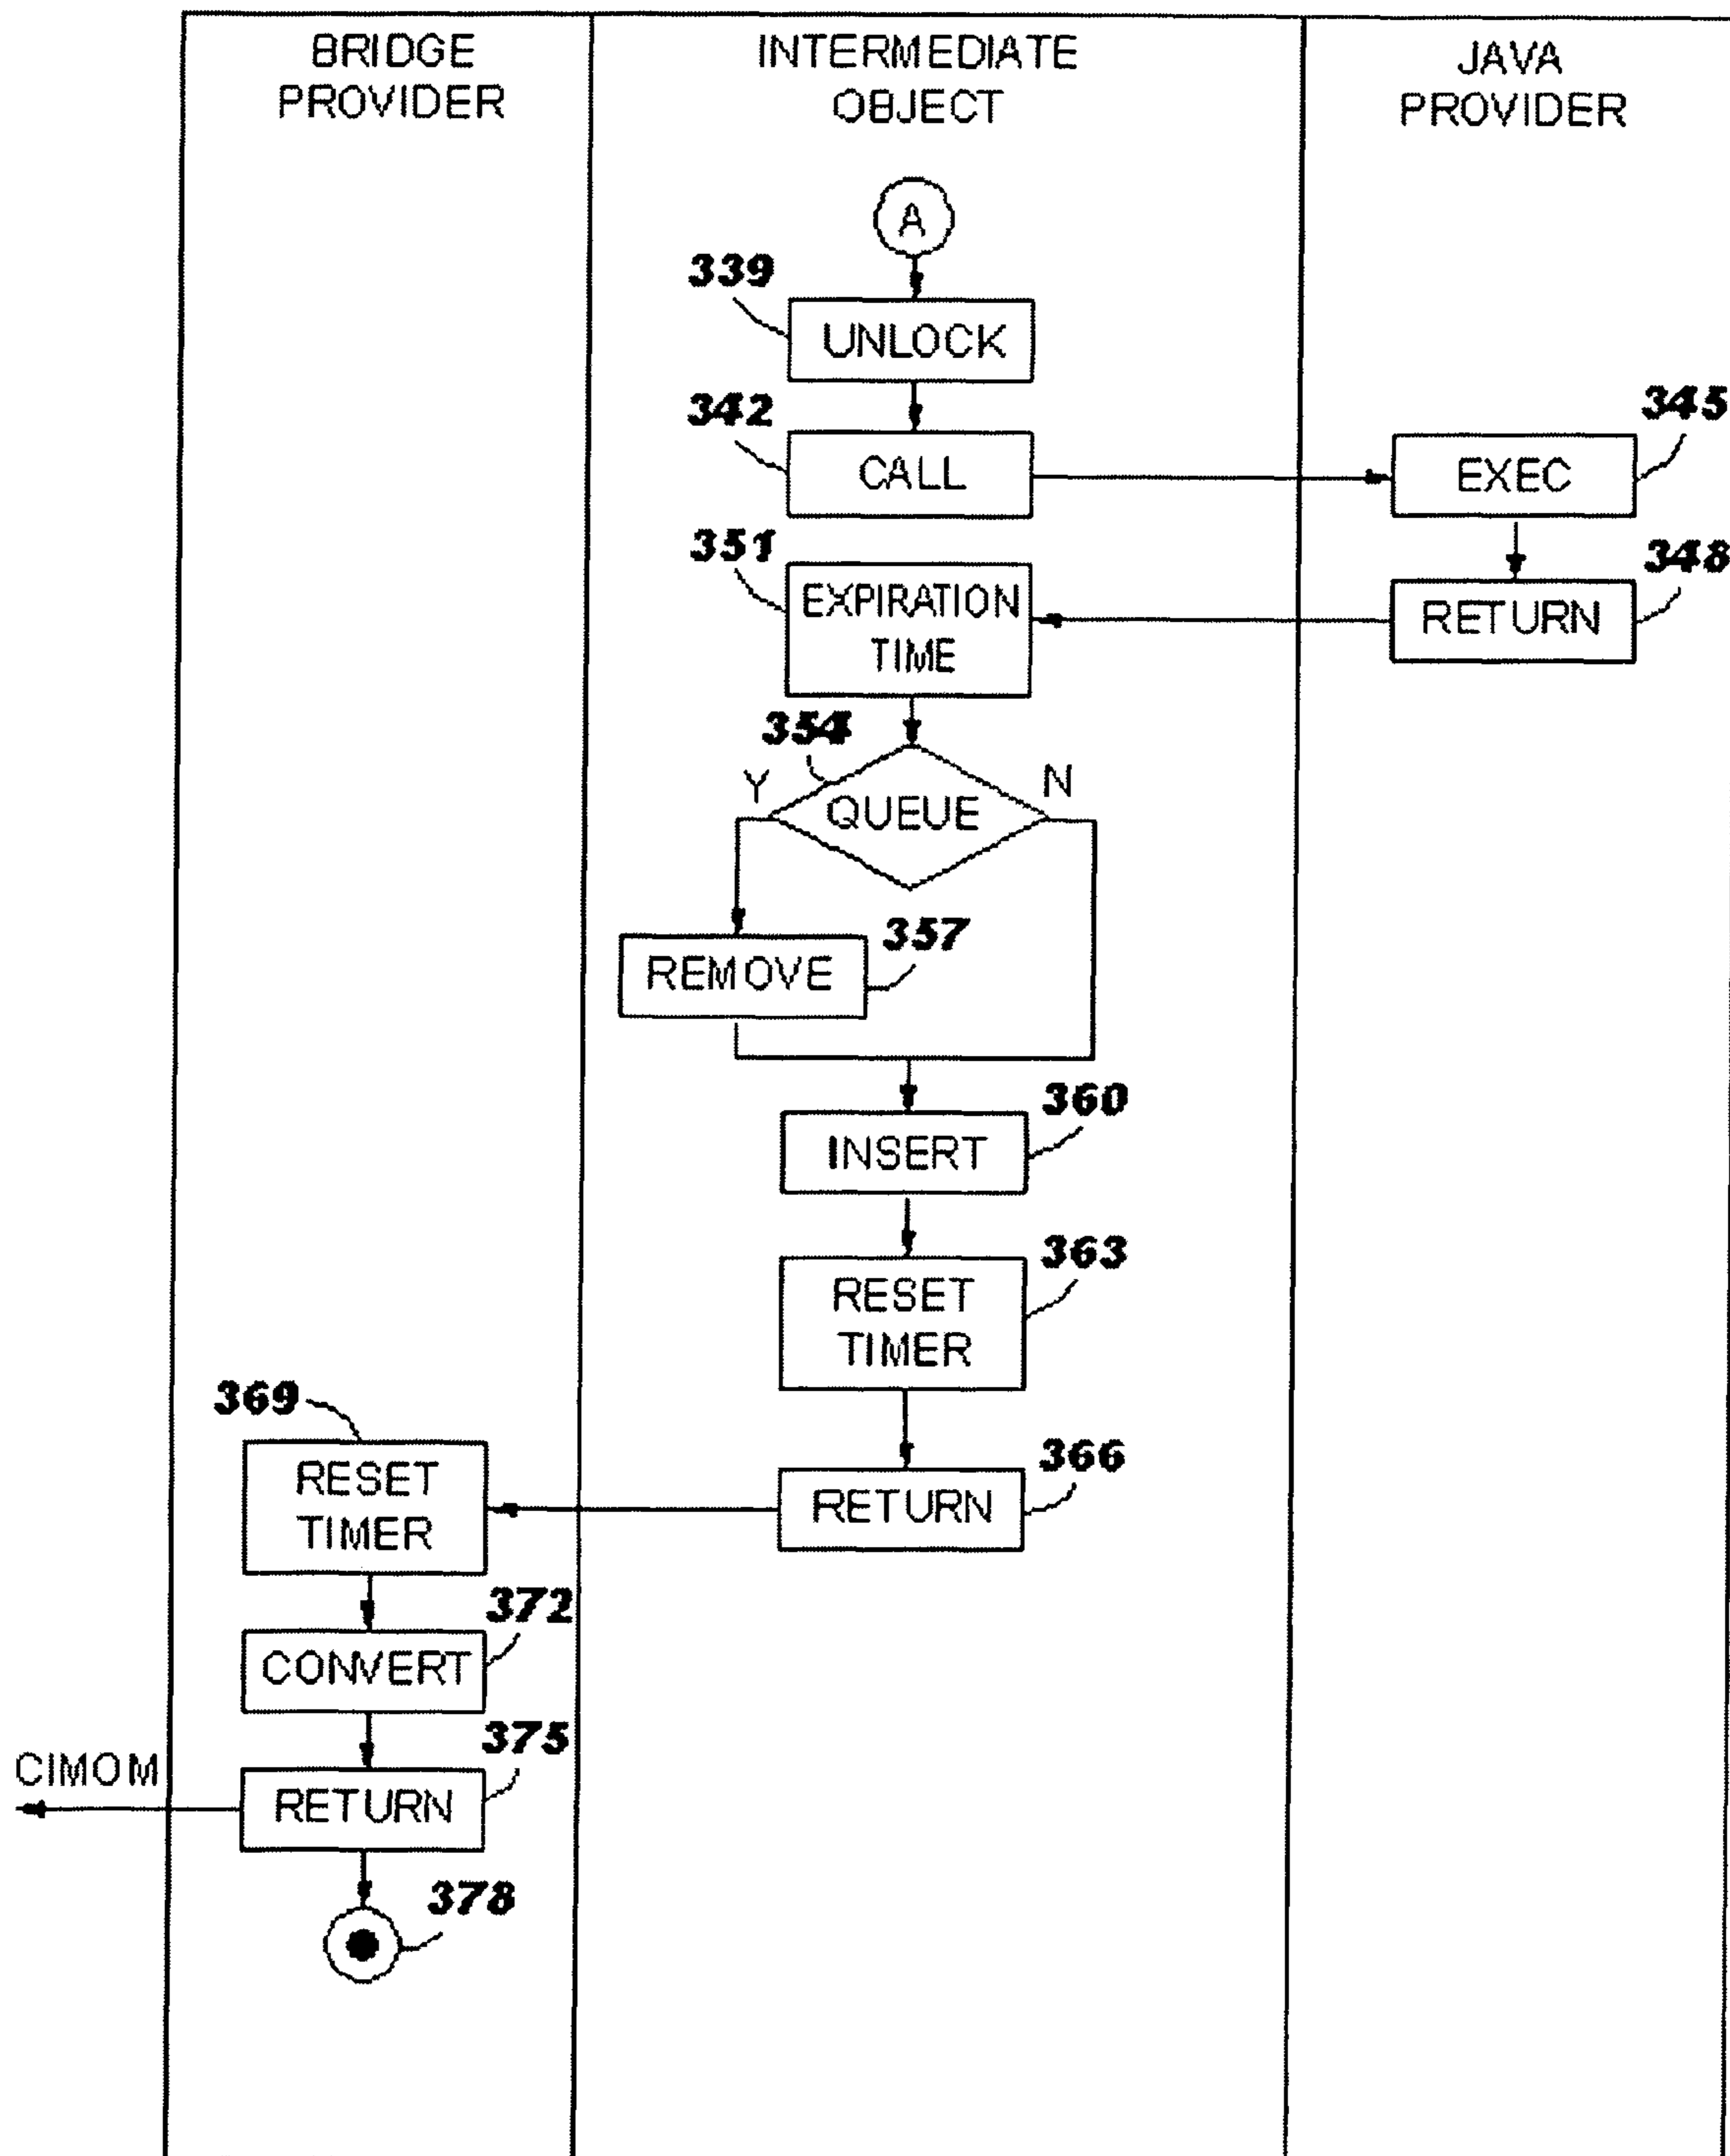 BRIDGE
PROVIDER
INTERMEDIATE
OBJECT
JAVA
PROVIDER
A
339
UNLOCK
342
CALL
345
EXEC
351
EXPIRATION
TIME
348
RETURN
354
Y
QUEUE
N
357
REMOVE
360
INSERT
363
RESET
TIMER
369
RESET
TIMER
366
RETURN
372
CONVERT
375
CIMOM
RETURN
378